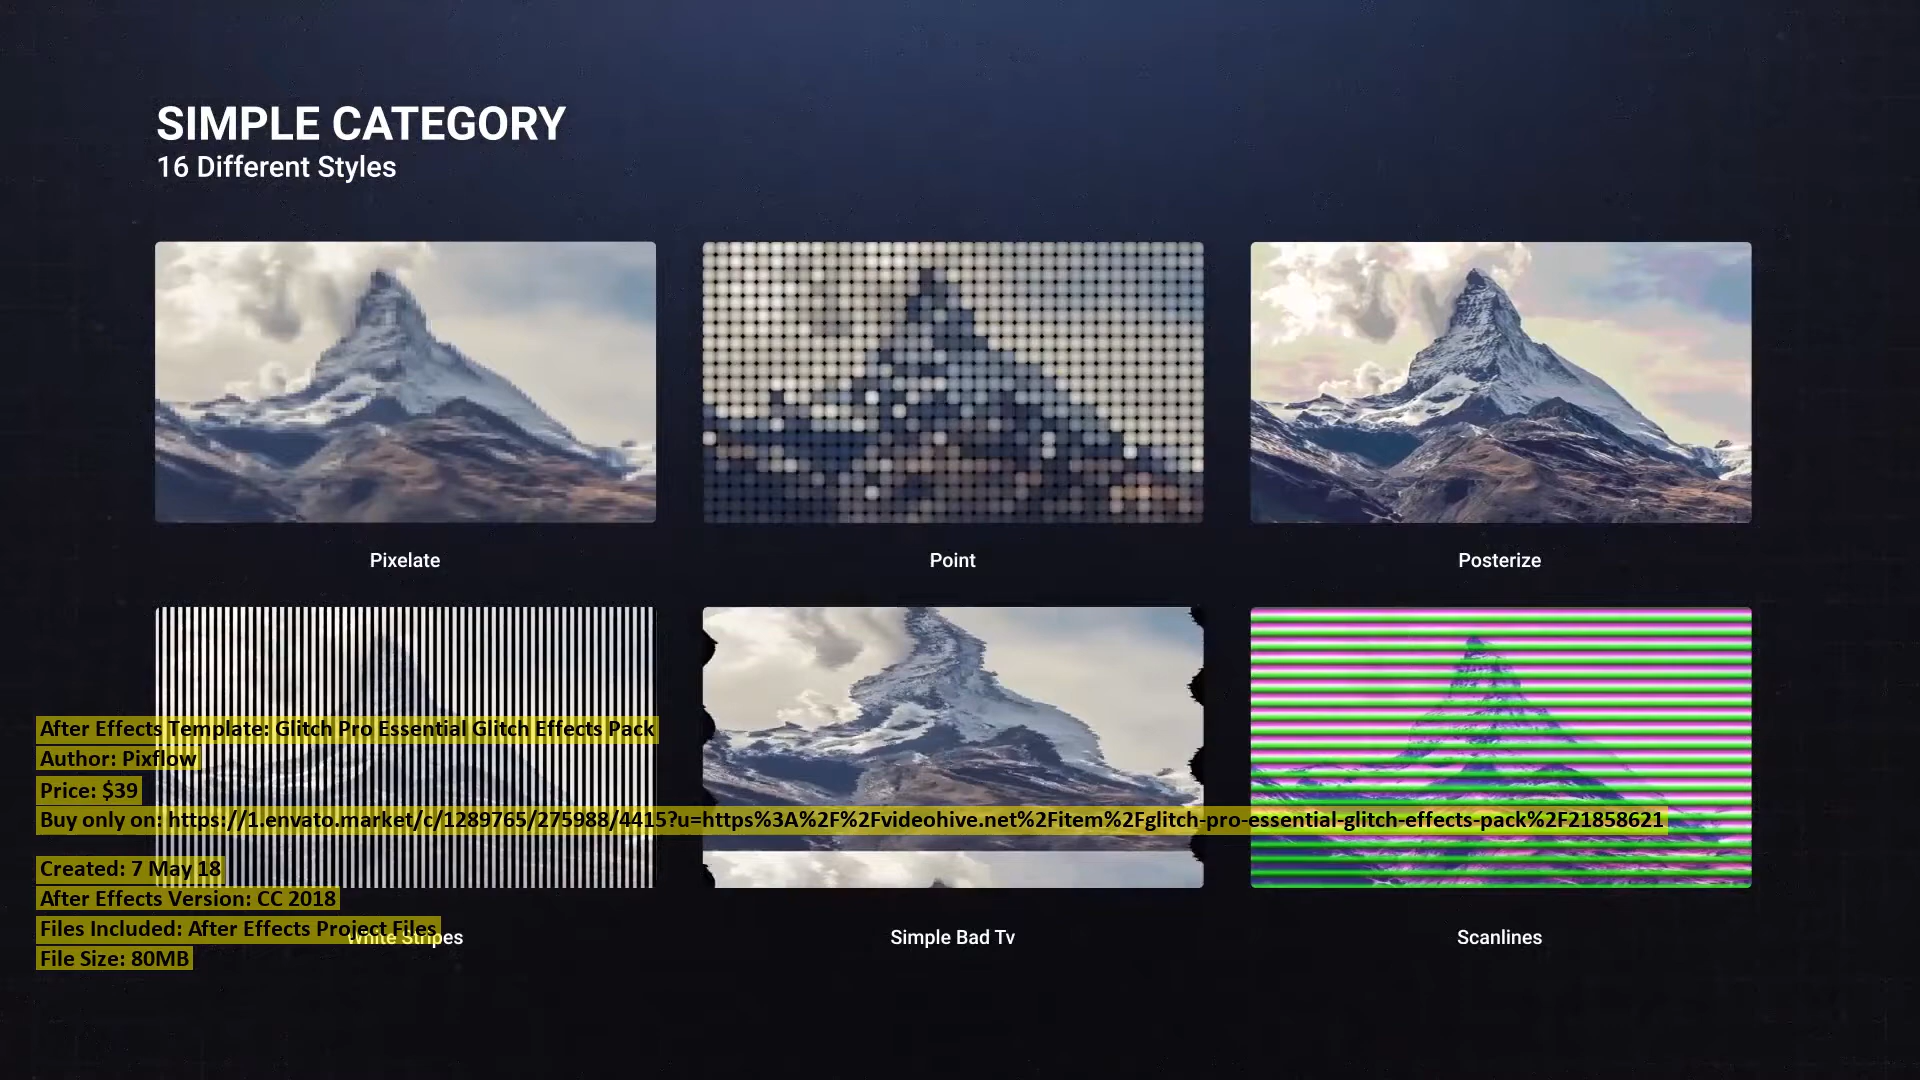 SIMPLE CATEGORY
16 Different Styles
Pixelate
Point
Posterize
After Effects Template: Glitch Pro Essential Glitch Effects Pack
Author: Pixflow
Price: $39
Buy only on: https://1.envato.market/c/1289765/275988/4415?u=https%3A%2F%2Fvideohive.net%2Fitem%2Fglitch-pro-essential-glitch-effects-pack%2F21858621
Created: 7 May 18
After Effects Version: CC 2018
Files Included: After Effects Project Files
White Stripes
Simple Bad Tv
Scanlines
File Size: 80MB